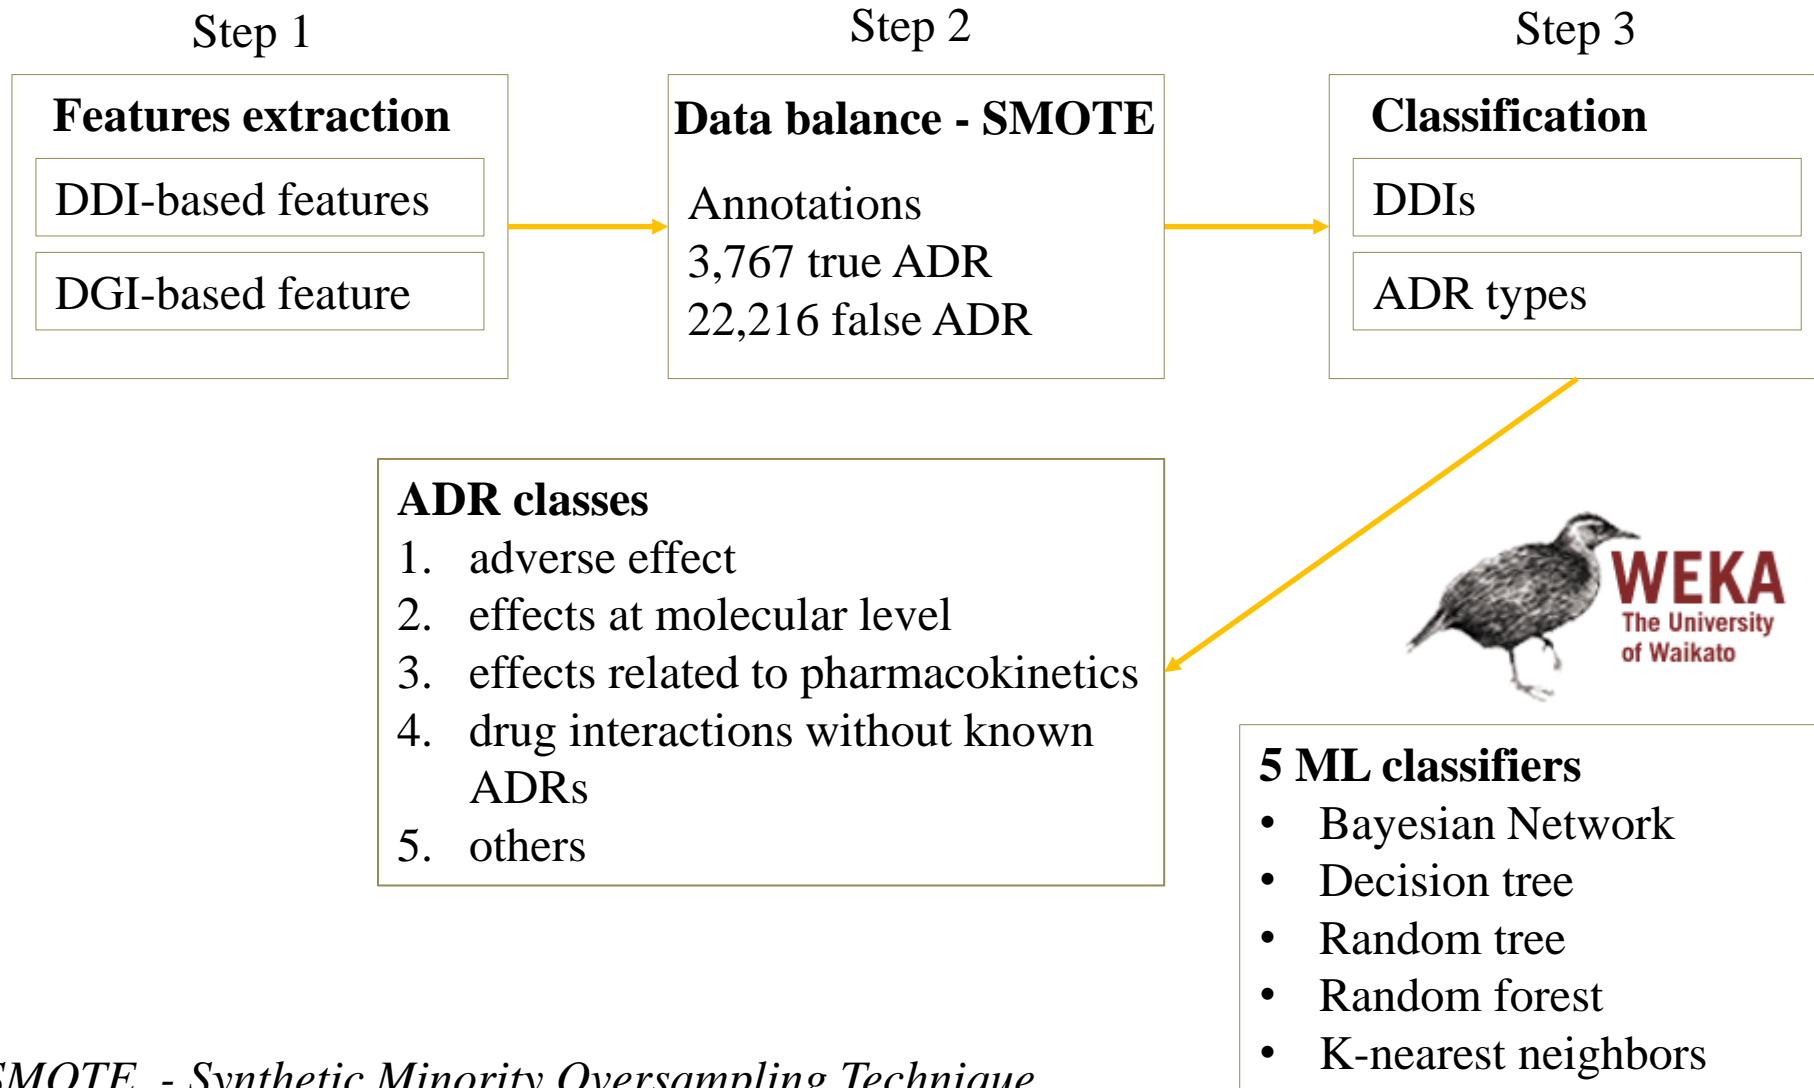 Step 1
Step 2
Step 3
Features extraction
DDI-based features
DGI-based feature
Data balance - SMOTE
Annotations
3,767 true ADR
22,216 false ADR
Classification
DDIs
ADR types
ADR classes
1. adverse effect
2. effects at molecular level
3. effects related to pharmacokinetics
4. drug interactions without known
ADRs
5. others
WEKA
The University
of Waikato
5 ML classifiers
• Bayesian Network
• Decision tree
• Random tree
• Random forest
• K-nearest neighbors
SMOTE - Synthetic Minority Oversampling Technique